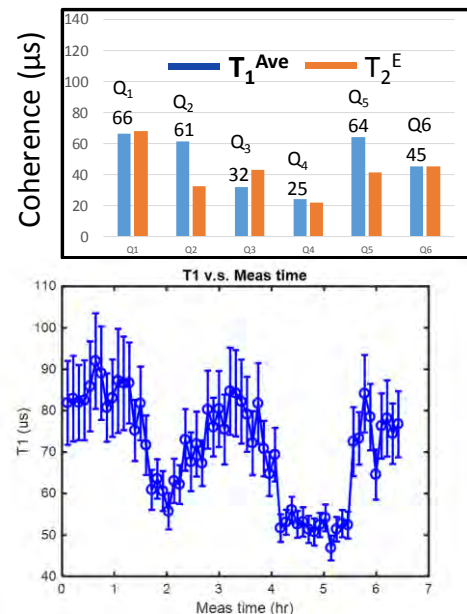 Coherence (µs)
140
120
100
80
60
40
20
0
T₁ᴬᵛᵉ T₂ᴱ
Q₁
66
Q₂
61
Q₃
32
Q₄
25
Q₅
64
Q6
45
Q1 Q2 Q3 Q4 Q5 Q6
T1 v.s. Meas time
T1 (us)
110
100
90
80
70
60
50
40
0 1 2 3 4 5 6 7
Meas time (hr)